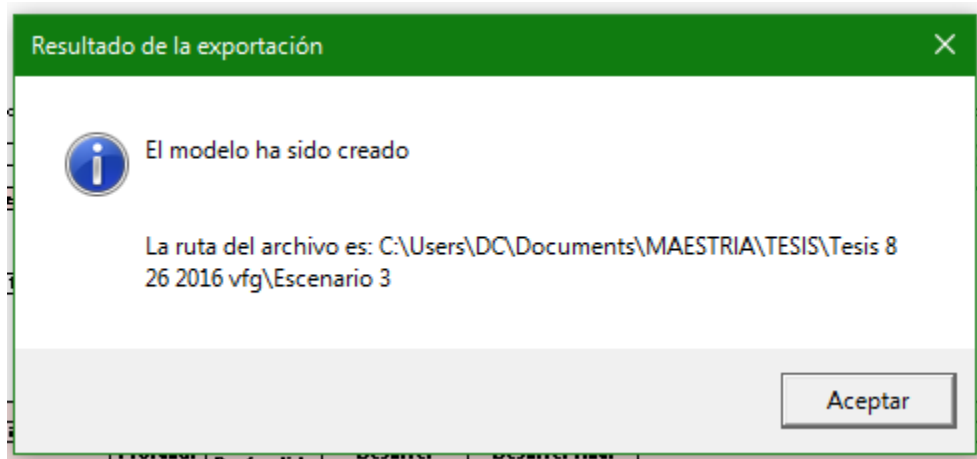 Resultado de la exportación
El modelo ha sido creado
La ruta del archivo es: C:\Users\DC\Documents\MAESTRIA\TESIS\Tesis 8
26 2016 vfg\Escenario 3
Aceptar